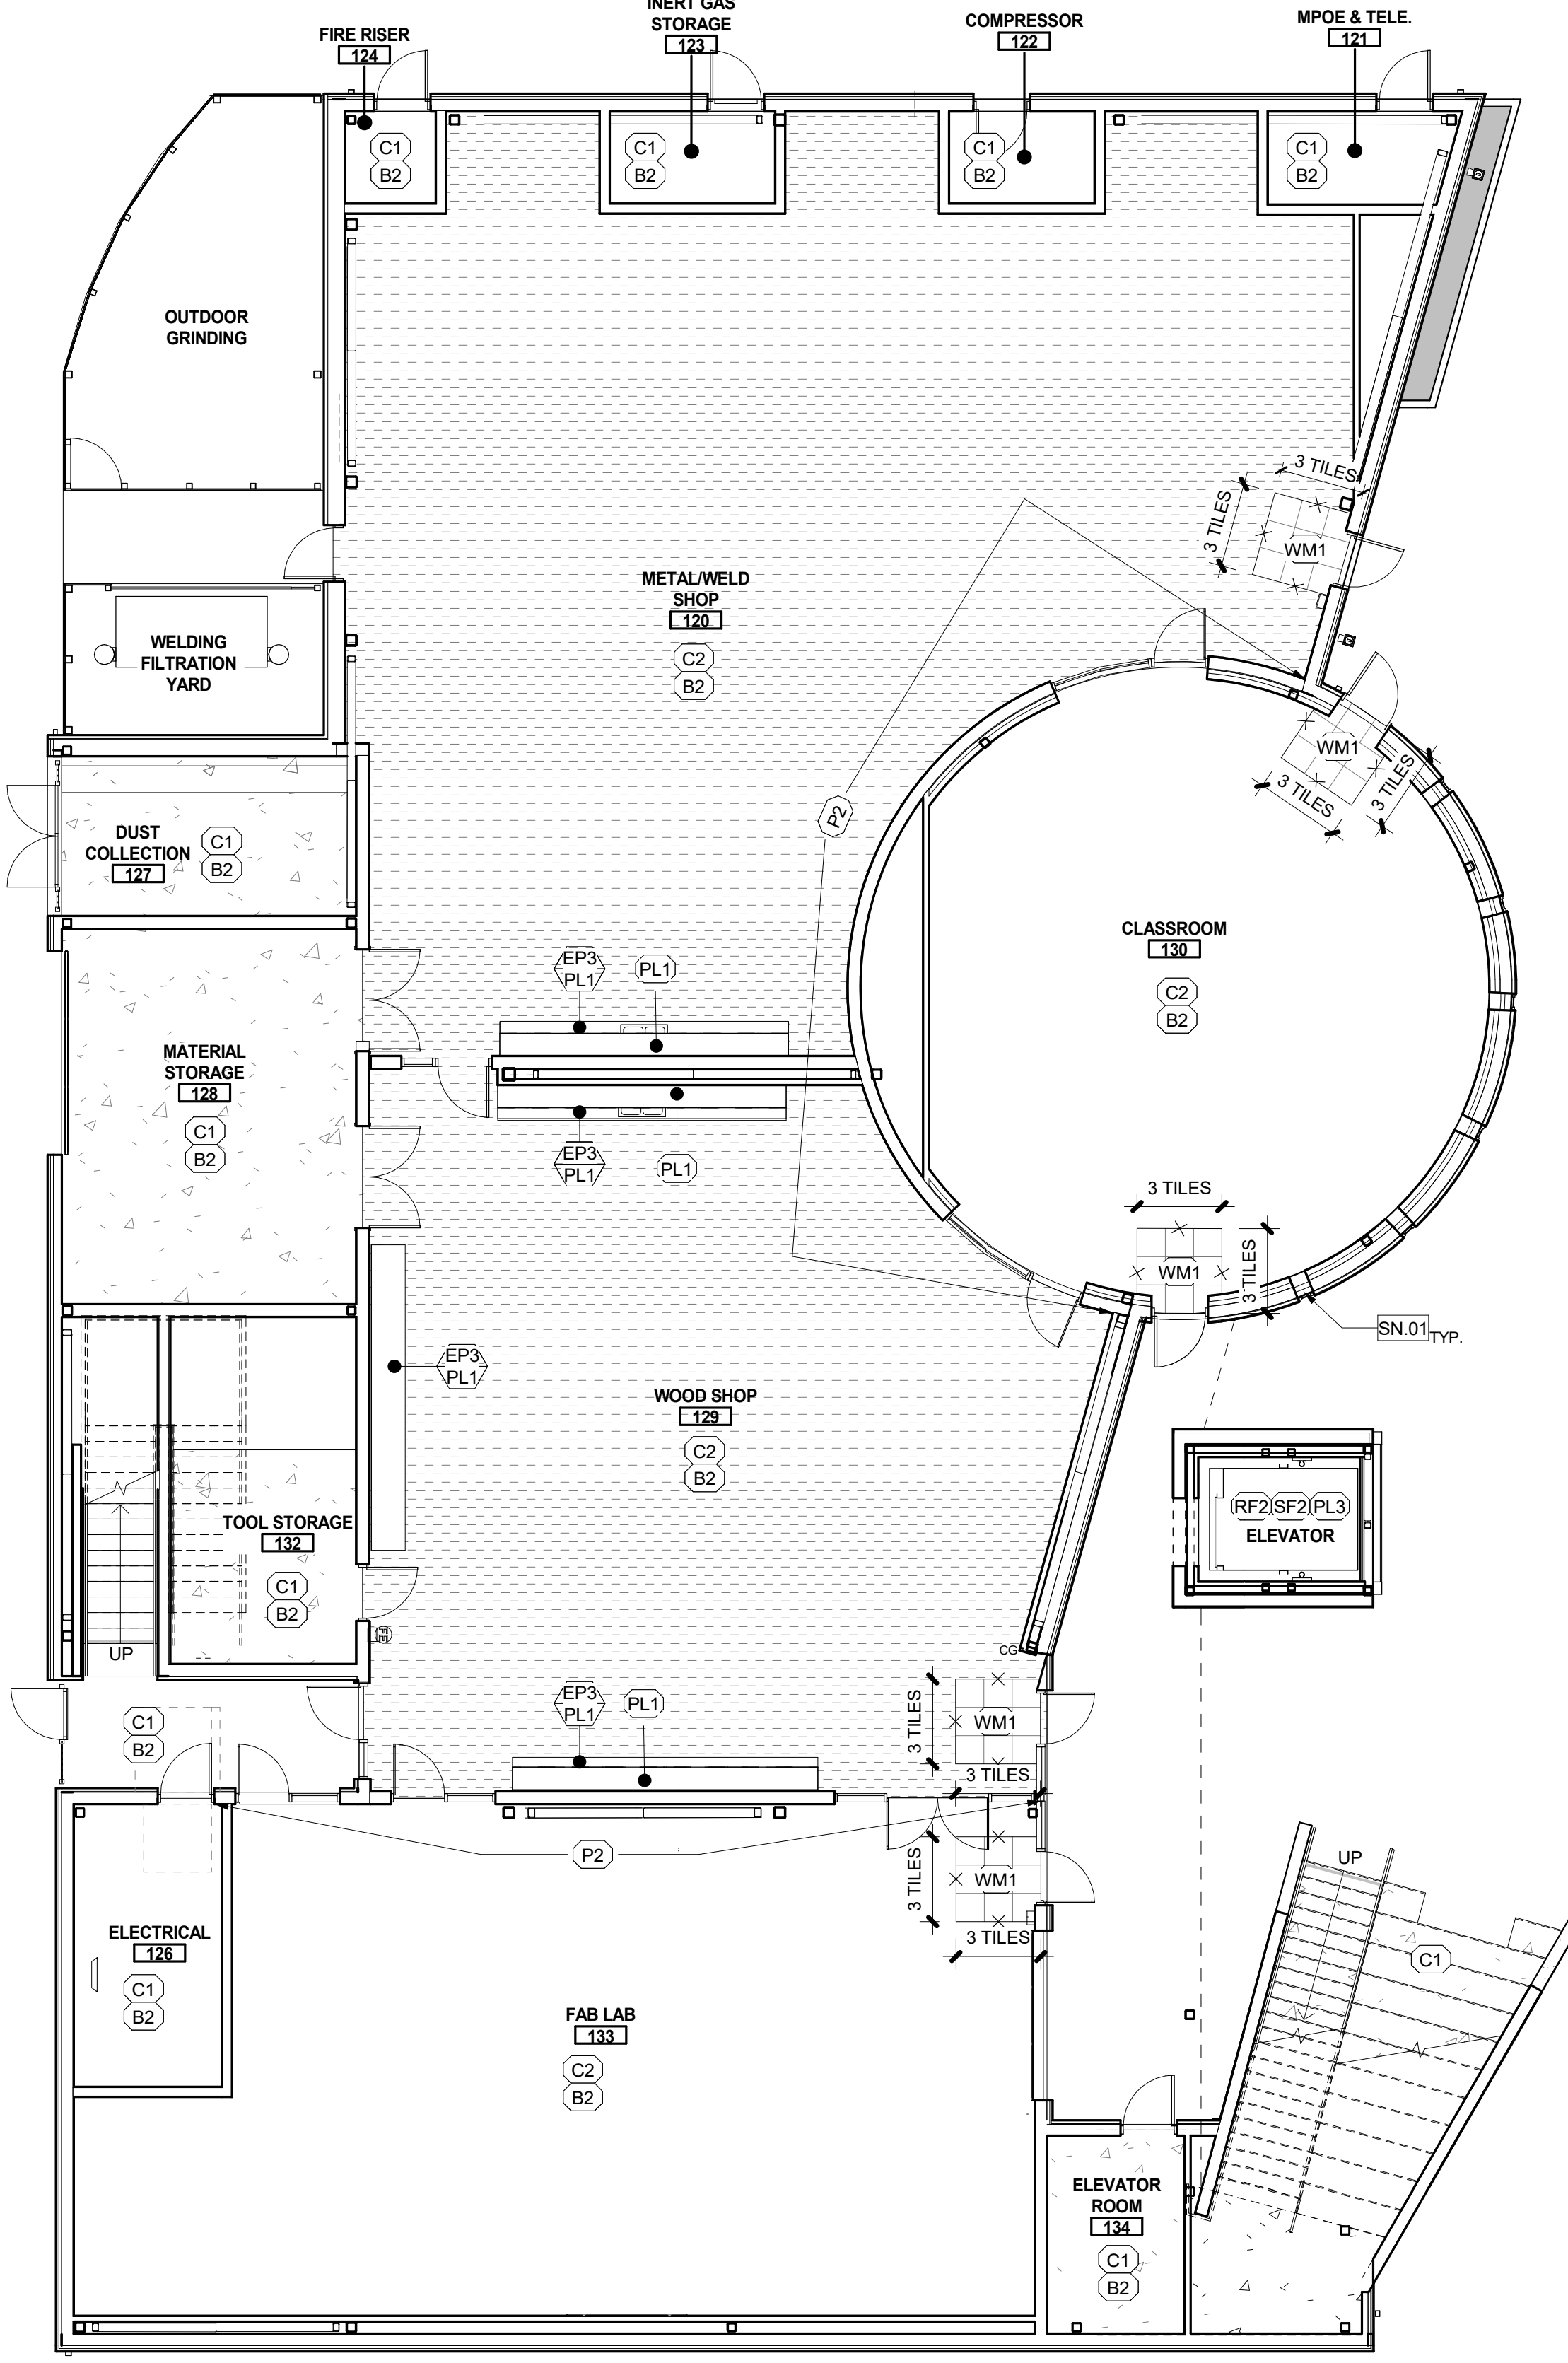 INERT GAS
STORAGE
123
FIRE RISER
124
COMPRESSOR
122
MPOE & TELE.
121
C1
B2
C1
B2
C1
B2
C1
B2
OUTDOOR
GRINDING
3 TILES
3 TILES
WM1
METAL/WELD
SHOP
120
C2
B2
WELDING
FILTRATION
YARD
WM1
3 TILES
3 TILES
P2
DUST
COLLECTION
127
C1
B2
CLASSROOM
130
C2
B2
EP3
PL1
PL1
MATERIAL
STORAGE
128
C1
B2
EP3
PL1
PL1
3 TILES
WM1
3 TILES
SN.01
TYP.
EP3
PL1
WOOD SHOP
129
C2
B2
RF2
SF2
PL3
ELEVATOR
TOOL STORAGE
132
C1
B2
FE
UP
CG
C1
B2
EP3
PL1
PL1
3 TILES
WM1
3 TILES
P2
3 TILES
WM1
3 TILES
UP
C1
ELECTRICAL
126
C1
B2
FAB LAB
133
C2
B2
ELEVATOR
ROOM
134
C1
B2